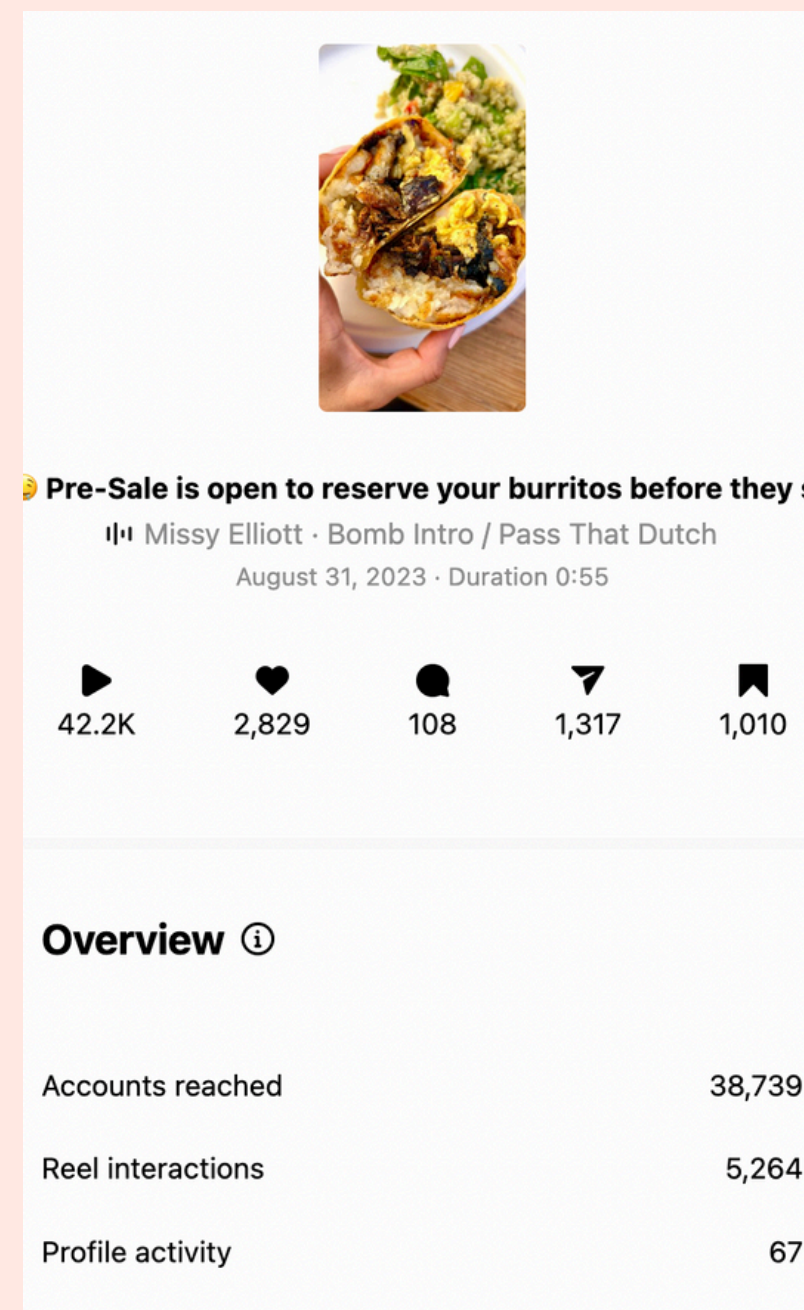 Pre-Sale is open to reserve your burritos before they
Missy Elliott · Bomb Intro / Pass That Dutch
August 31, 2023 · Duration 0:55
42.2K 2,829 108 1,317 1,010
Overview
Accounts reached 38,739
Reel interactions 5,264
Profile activity 67